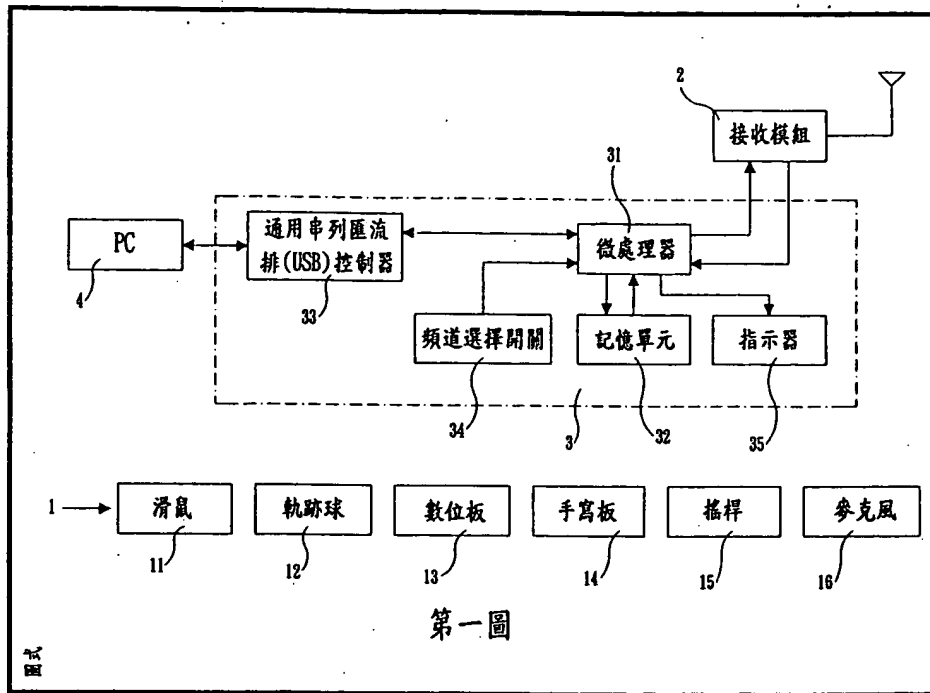 2
接收模組
31
PC
4
通用串列匯流
排(USB)控制器
33
微處理器
頻道選擇開關
34
記憶單元
32
指示器
35
3
1
滑鼠
11
軌跡球
12
數位板
13
手寫板
14
搖桿
15
麥克風
16
第一圖
圖式